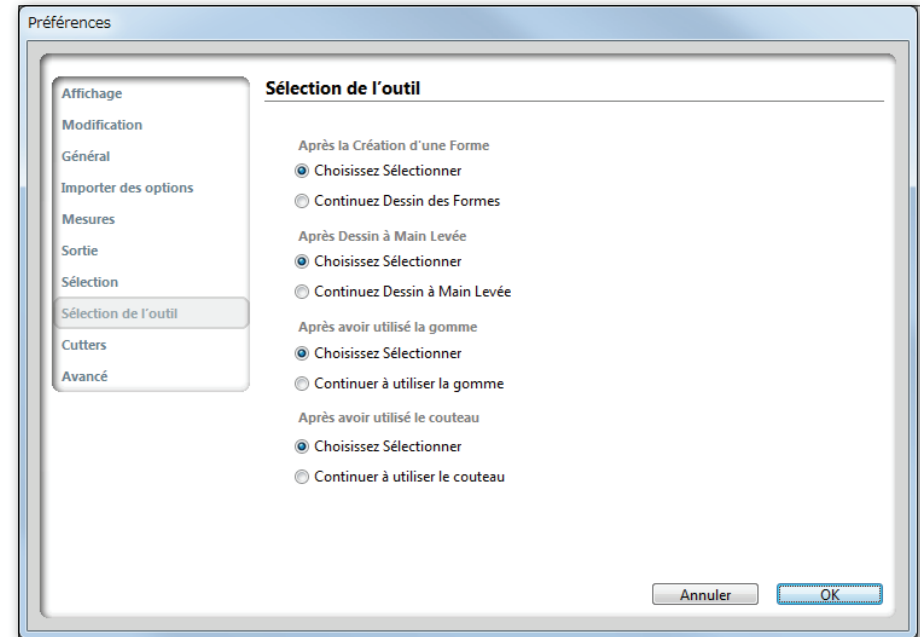 Préférences
Affichage
Modification
Général
Importer des options
Mesures
Sortie
Sélection
Sélection de l'outil
Cutters
Avancé
Sélection de l'outil
Après la Création d'une Forme
Choisissez Sélectionner
Continuez Dessin des Formes
Après Dessin à Main Levée
Choisissez Sélectionner
Continuez Dessin à Main Levée
Après avoir utilisé la gomme
Choisissez Sélectionner
Continuer à utiliser la gomme
Après avoir utilisé le couteau
Choisissez Sélectionner
Continuer à utiliser le couteau
Annuler
OK